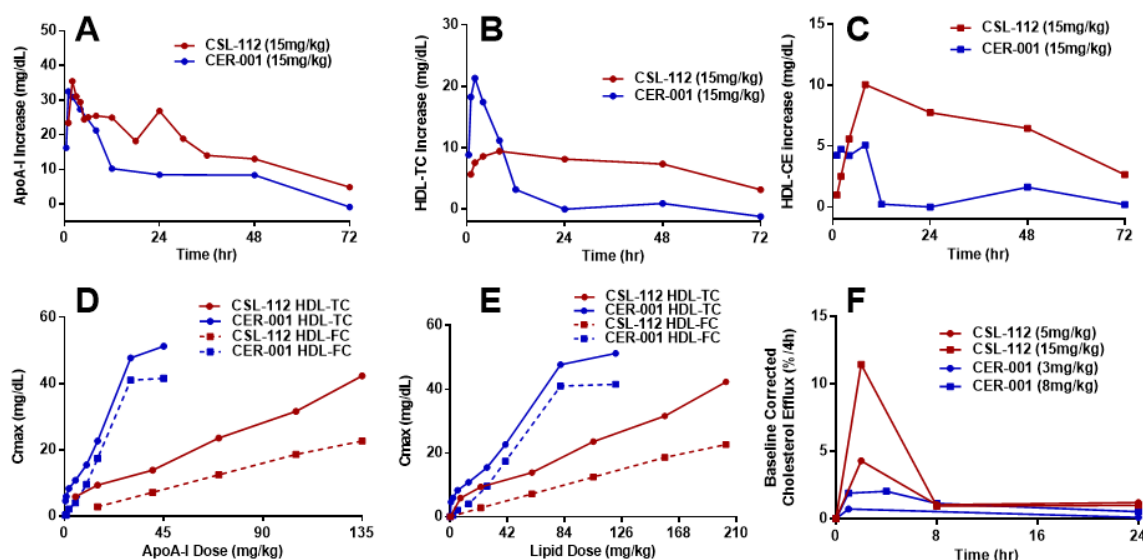 A
ApoA-I Increase (mg/dL)
40
30
20
10
0
CSL-112 (15mg/kg)
CER-001 (15mg/kg)
0 24 48 72
Time (hr)
B
HDL-TC Increase (mg/dL)
30
20
10
0
CSL-112 (15mg/kg)
CER-001 (15mg/kg)
0 24 48 72
Time (hr)
C
HDL-CE increase (mg/dL)
15
10
5
0
CSL-112 (15mg/kg)
CER-001 (15mg/kg)
0 24 48 72
Time (hr)
D
Cmax (mg/dL)
60
40
20
0
CSL-112 HDL-TC
CER-001 HDL-TC
CSL-112 HDL-FC
CER-001 HDL-FC
0 45 90 135
ApoA-I Dose (mg/kg)
E
Cmax (mg/dL)
60
40
20
0
CSL-112 HDL-TC
CER-001 HDL-TC
CSL-112 HDL-FC
CER-001 HDL-FC
0 42 84 126 168 210
Lipid Dose (mg/kg)
F
Baseline Corrected
Cholesterol Efflux (% /4h)
15
10
5
0
CSL-112 (5mg/kg)
CSL-112 (15mg/kg)
CER-001 (3mg/kg)
CER-001 (8mg/kg)
0 8 16 24
Time (hr)